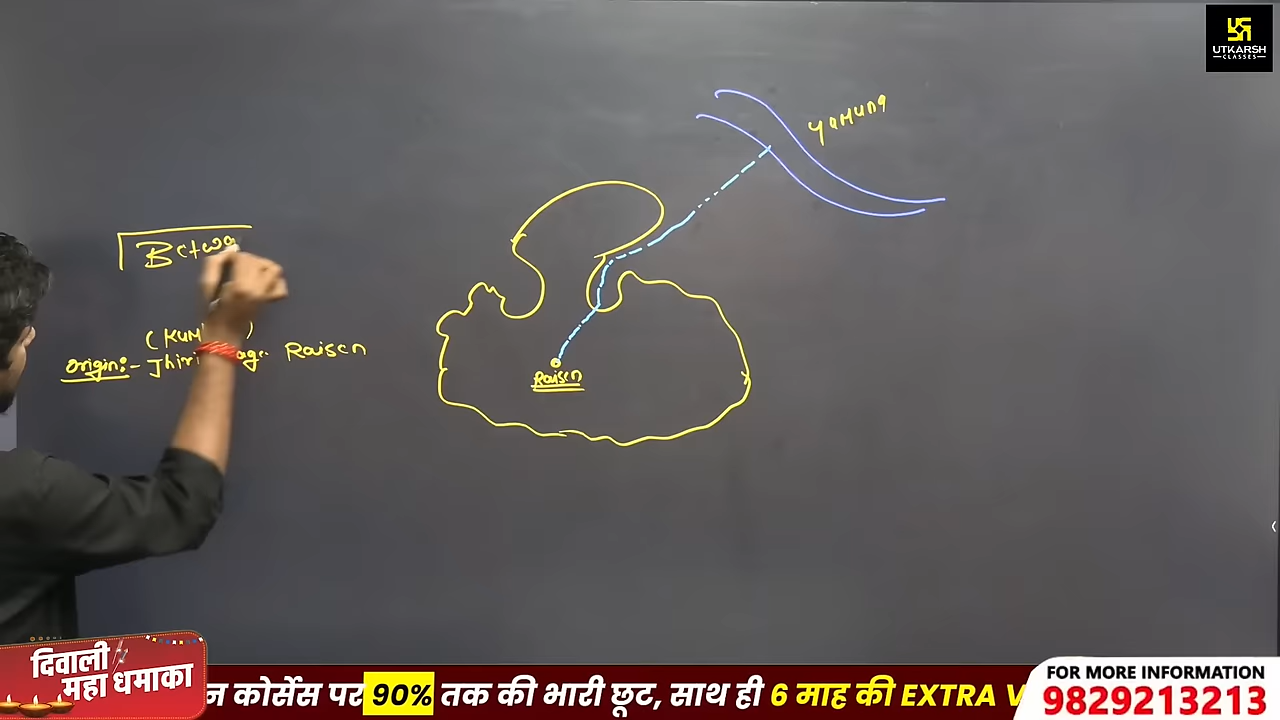 UTKARSH
CLASSES
Yamuna
Betwa
Origin:- Jhiri Raisen
Raisen
दिवाली
महा धमाका
न कोर्सेस पर 90% तक की भारी छूट, साथ ही 6 माह की EXTRA V
FOR MORE INFORMATION
9829213213